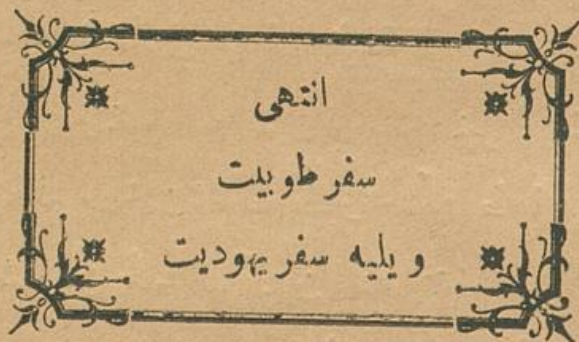 انتهى
سفر طوبيت
ويليه سفر يهوديت